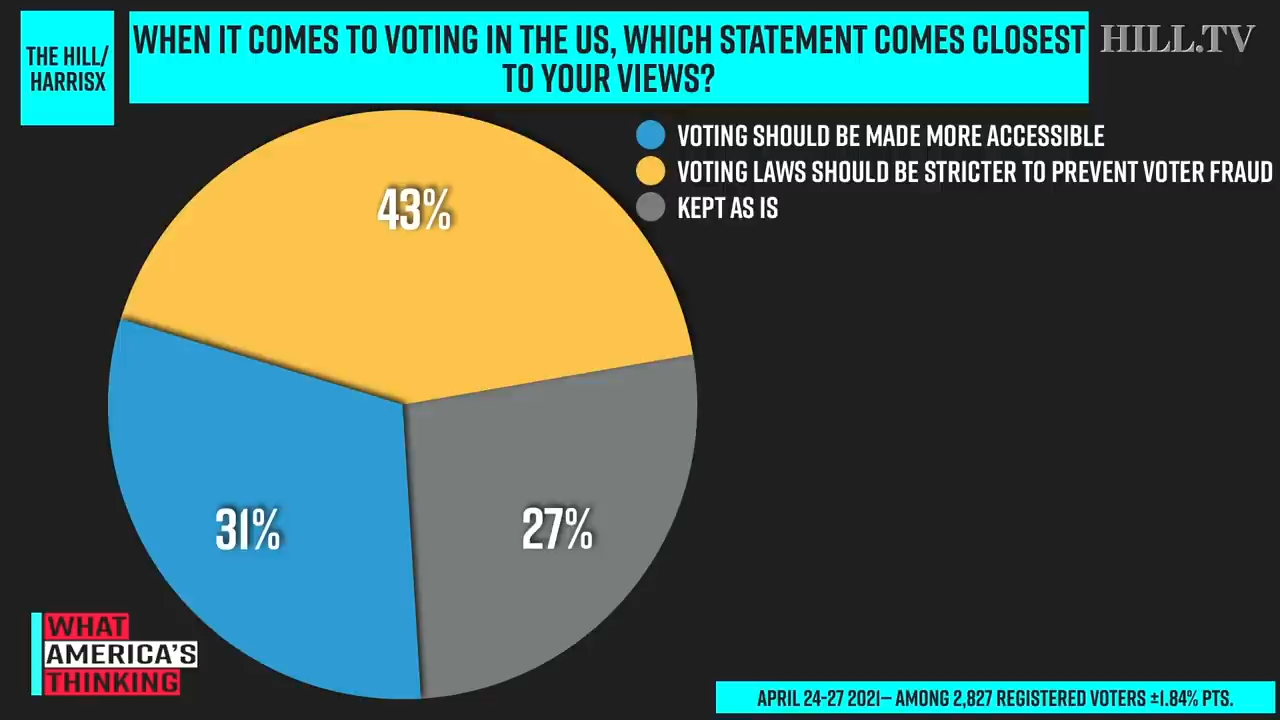 THE HILL/
HARRISX
WHEN IT COMES TO VOTING IN THE US, WHICH STATEMENT COMES CLOSEST
TO YOUR VIEWS?
HILL.TV
VOTING SHOULD BE MADE MORE ACCESSIBLE
VOTING LAWS SHOULD BE STRICTER TO PREVENT VOTER FRAUD
KEPT AS IS
43%
31%
27%
WHAT
AMERICA'S
THINKING
APRIL 24-27 2021– AMONG 2,827 REGISTERED VOTERS ±1.84% PTS.